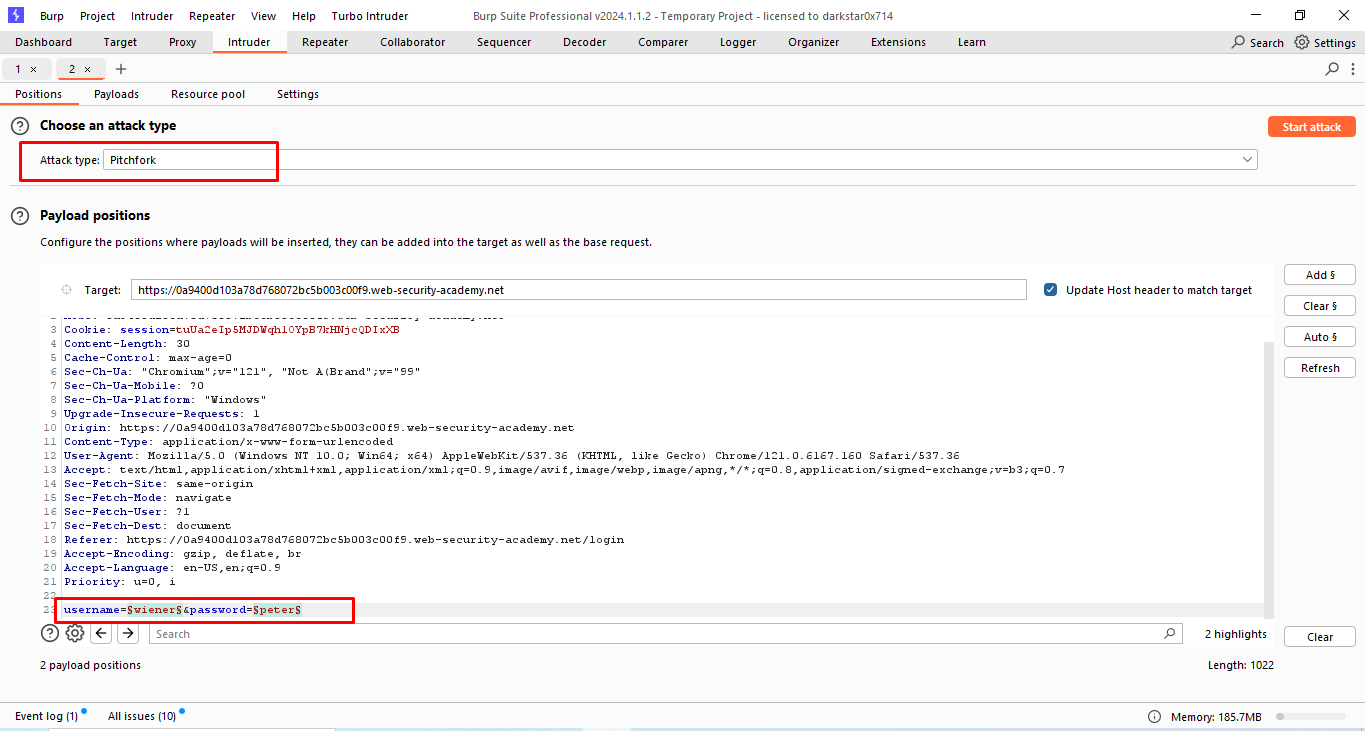 Burp Project Intruder Repeater View Help Turbo Intruder Burp Suite Professional v2024.1.1.2 - Temporary Project - licensed to darkstar0x714
Dashboard Target Proxy Intruder Repeater Collaborator Sequencer Decoder Comparer Logger Organizer Extensions Learn Search Settings
1 × 2 × +
Positions Payloads Resource pool Settings
? Choose an attack type Start attack
Attack type: Pitchfork
? Payload positions
Configure the positions where payloads will be inserted, they can be added into the target as well as the base request.
Add §
Target: https://0a9400d103a78d768072bc5b003c00f9.web-security-academy.net Update Host header to match target
Clear §
3 Cookie: session=tuUa2eIp5MJDWqhl0YpB7kHNjcQDIxXB
Auto §
4 Content-Length: 30
5 Cache-Control: max-age=0
Refresh
6 Sec-Ch-Ua: "Chromium";v="121", "Not A(Brand";v="99"
7 Sec-Ch-Ua-Mobile: ?0
8 Sec-Ch-Ua-Platform: "Windows"
9 Upgrade-Insecure-Requests: 1
10 Origin: https://0a9400d103a78d768072bc5b003c00f9.web-security-academy.net
11 Content-Type: application/x-www-form-urlencoded
12 User-Agent: Mozilla/5.0 (Windows NT 10.0; Win64; x64) AppleWebKit/537.36 (KHTML, like Gecko) Chrome/121.0.6167.160 Safari/537.36
13 Accept: text/html,application/xhtml+xml,application/xml;q=0.9,image/avif,image/webp,image/apng,*/*;q=0.8,application/signed-exchange;v=b3;q=0.7
14 Sec-Fetch-Site: same-origin
15 Sec-Fetch-Mode: navigate
16 Sec-Fetch-User: ?1
17 Sec-Fetch-Dest: document
18 Referer: https://0a9400d103a78d768072bc5b003c00f9.web-security-academy.net/login
19 Accept-Encoding: gzip, deflate, br
20 Accept-Language: en-US,en;q=0.9
21 Priority: u=0, i
22
23 username=§wiener§&password=§peter§
? Search 2 highlights Clear
2 payload positions Length: 1022
Event log (1) All issues (10) Memory: 185.7MB